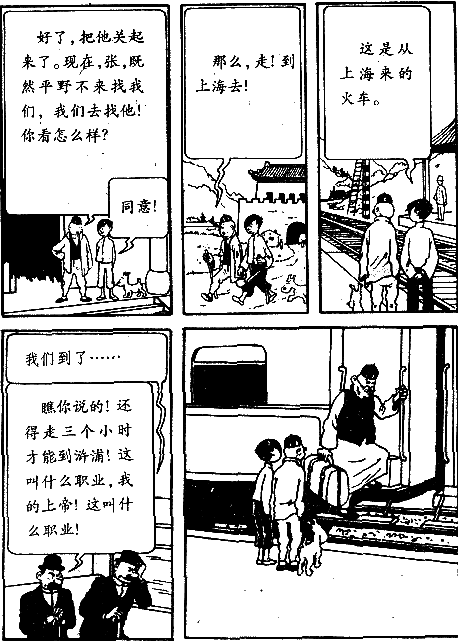 好了，把他关起
来了。现在，张，既
然平野不来找我
们，我们去找他！
你看怎么样？
同意！
那么，走！到
上海去！
这是从
上海来的
火车。
我们到了……
瞧你说的！还
得走三个小时
才能到浒浦！这
叫什么职业，我
的上帝！这叫什
么职业！